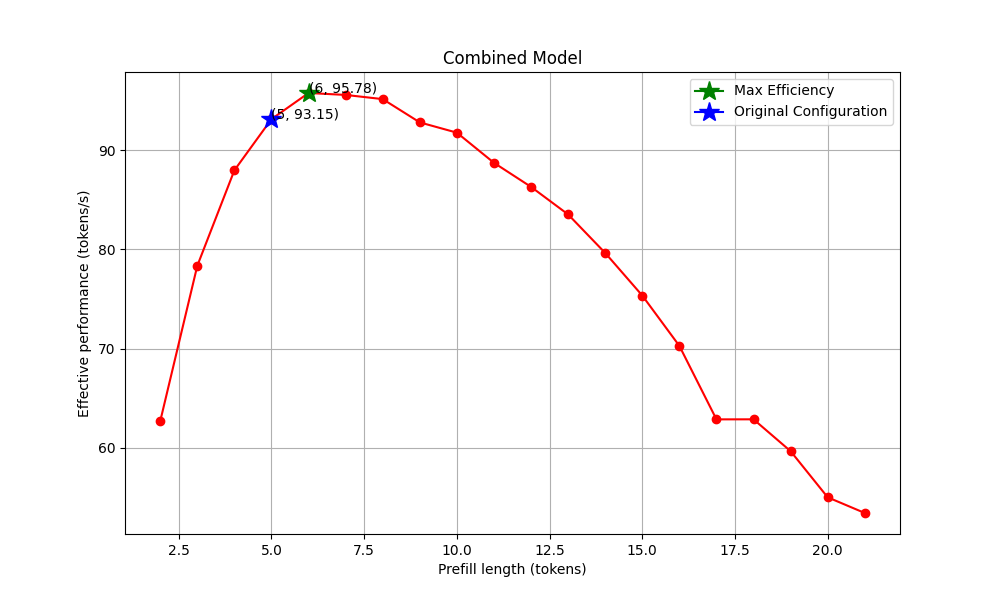 Combined Model
(6, 95.78)
(5, 93.15)
Max Efficiency
Original Configuration
Effective performance (tokens/s)
90
80
70
60
2.5 5.0 7.5 10.0 12.5 15.0 17.5 20.0
Prefill length (tokens)